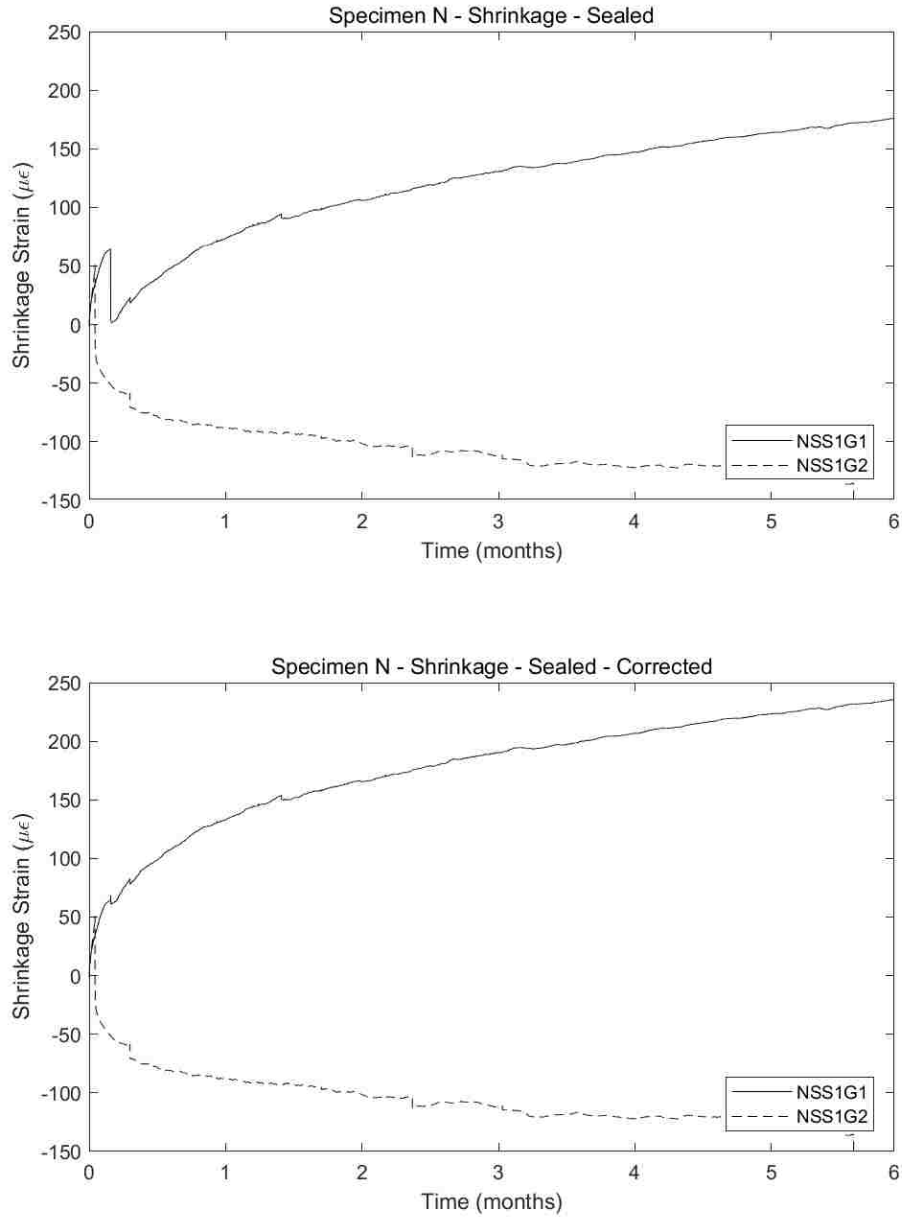 Specimen N - Shrinkage - Sealed
250
200
150
100
50
0
-50
-100
-150
Shrinkage Strain (με)
NSS1G1
NSS1G2
0 1 2 3 4 5 6
Time (months)
Specimen N - Shrinkage - Sealed - Corrected
250
200
150
100
50
0
-50
-100
-150
Shrinkage Strain (με)
NSS1G1
NSS1G2
0 1 2 3 4 5 6
Time (months)